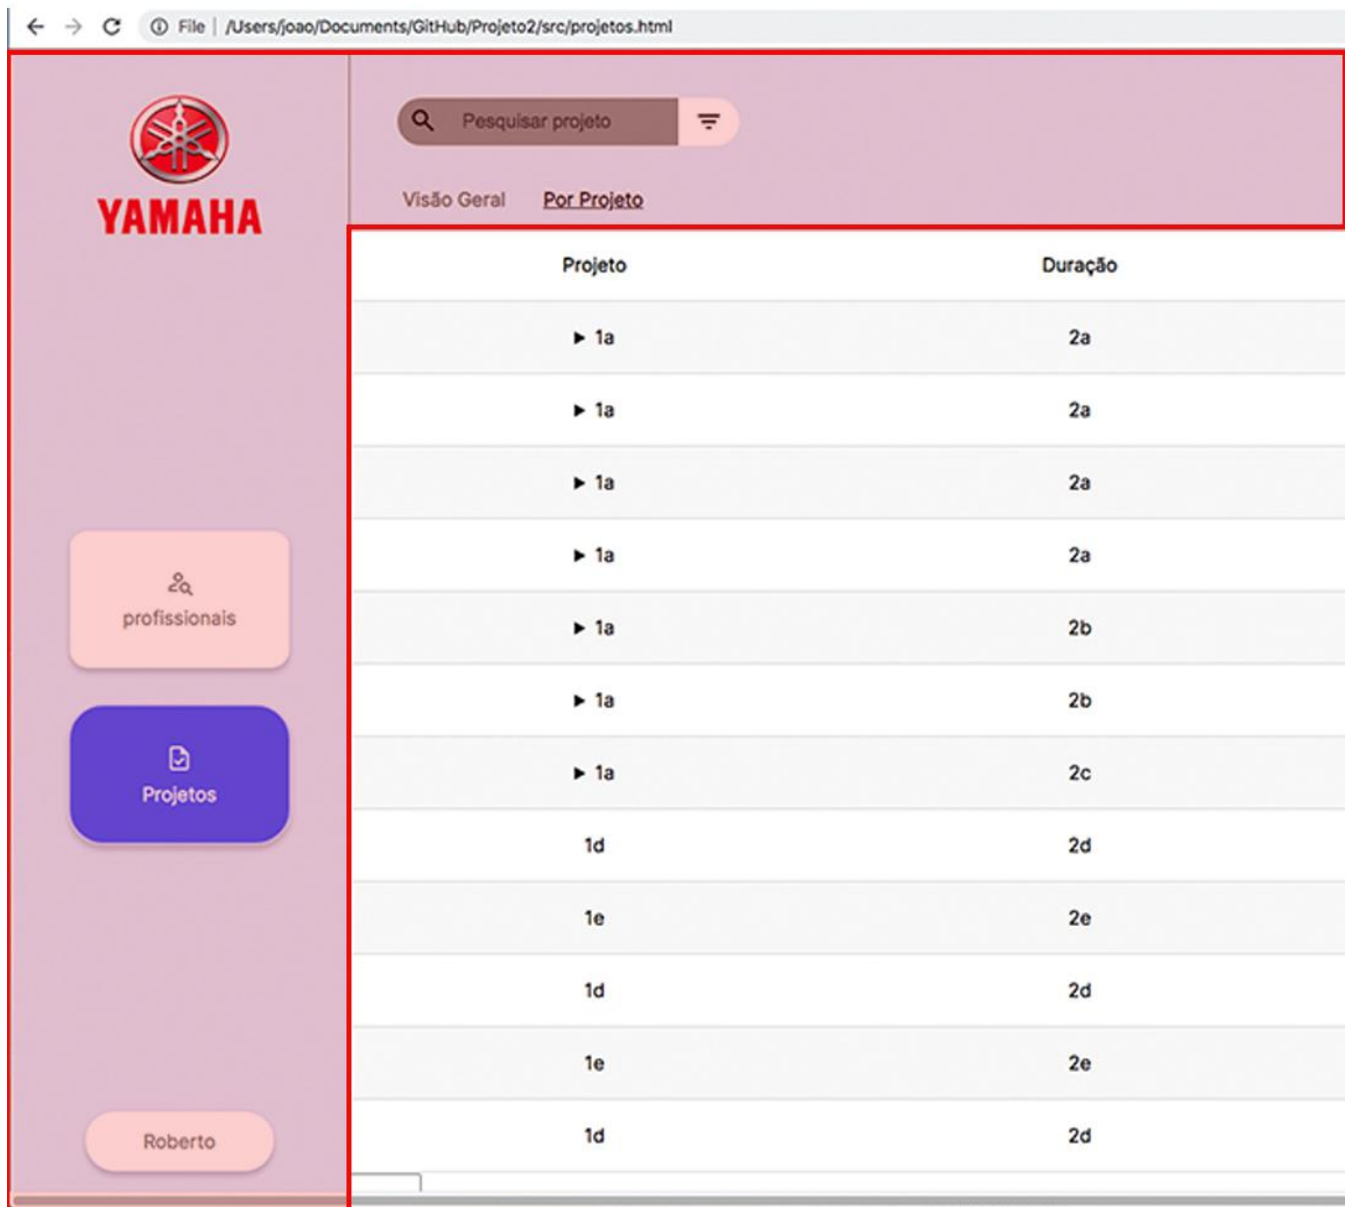 File | /Users/joao/Documents/GitHub/Projeto2/src/projetos.html
YAMAHA
Pesquisar projeto
Visão Geral Por Projeto
Projeto Duração
1a 2a
1a 2a
1a 2a
1a 2a
1a 2b
1a 2b
1a 2c
1d 2d
1e 2e
1d 2d
1e 2e
1d 2d
profissionais
Projetos
Roberto